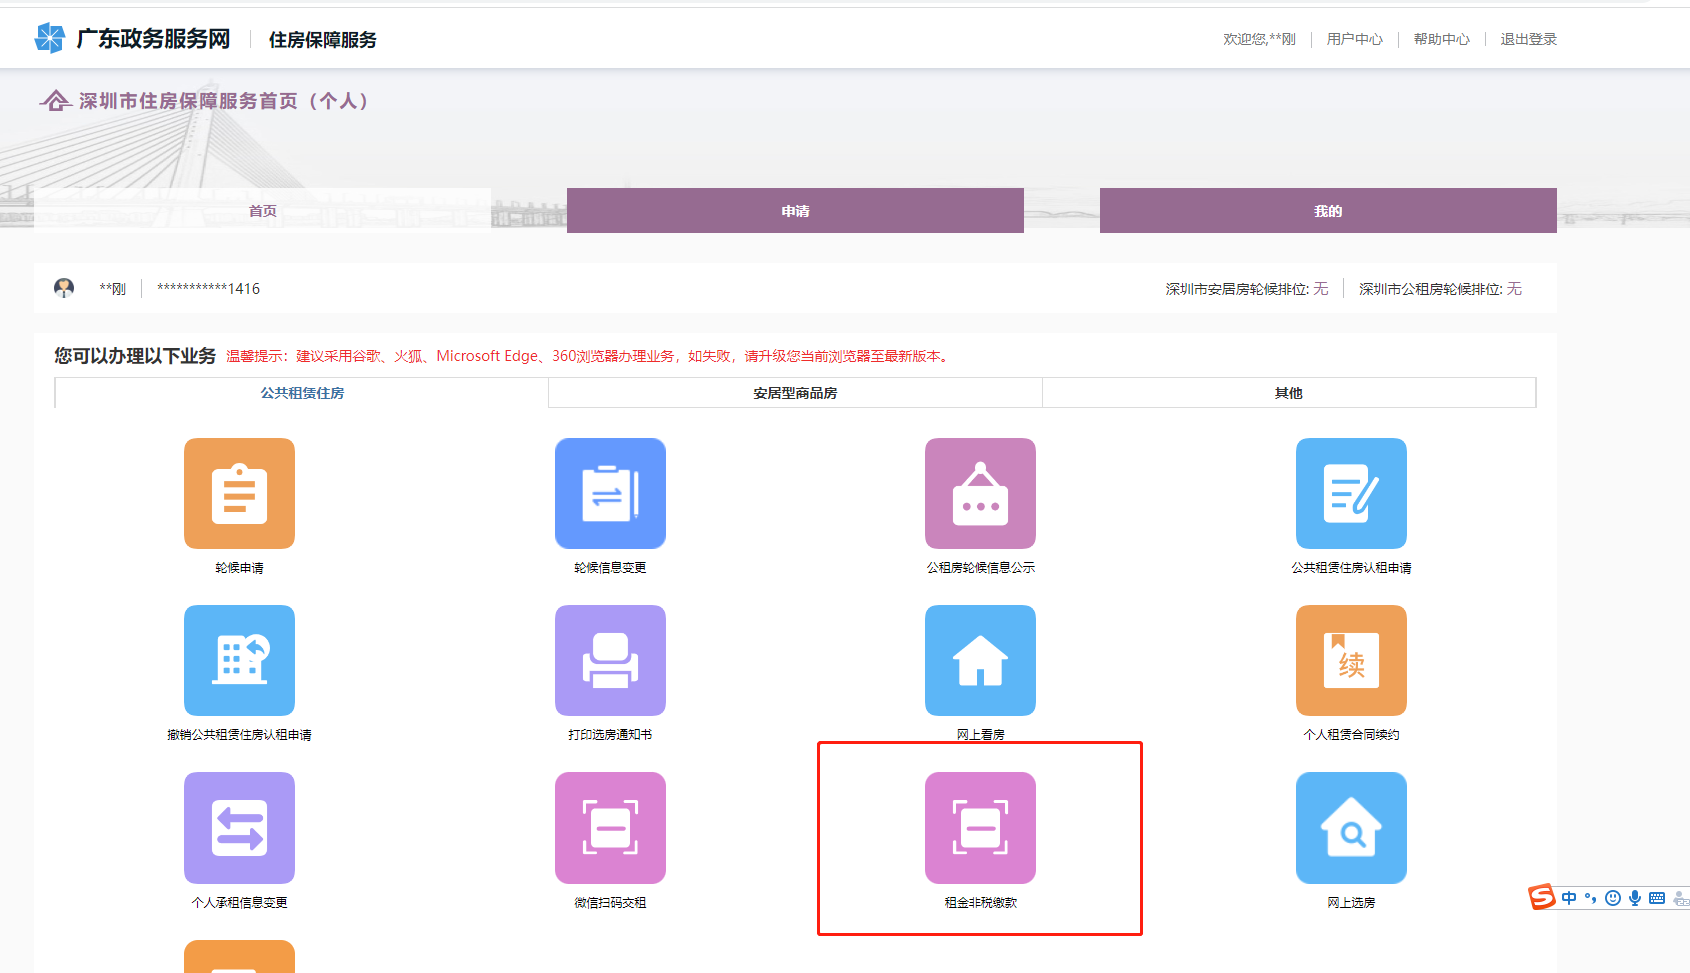 广东政务服务网 住房保障服务
欢迎您,**刚 用户中心 帮助中心 退出登录
深圳市住房保障服务首页（个人）
首页 申请 我的
**刚 ***********1416 深圳市安居房轮候排位: 无 深圳市公租房轮候排位: 无
您可以办理以下业务 温馨提示：建议采用谷歌、火狐、Microsoft Edge、360浏览器办理业务，如失败，请升级您当前浏览器至最新版本。
公共租赁住房 安居型商品房 其他
轮候申请 轮候信息变更 公租房轮候信息公示 公共租赁住房认租申请
续
撤销公共租赁住房认租申请 打印选房通知书 网上看房 个人租赁合同续约
个人承租信息变更 微信扫码交租 租金非税缴款 网上选房
S 中